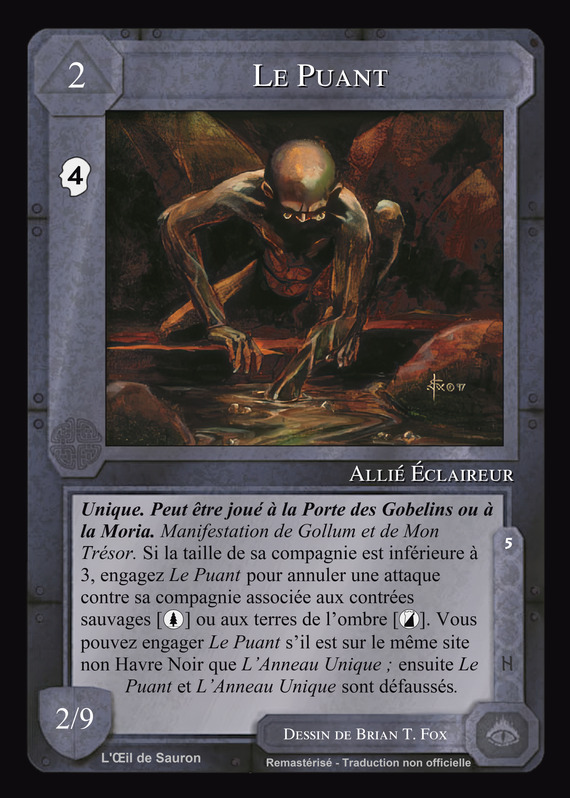 2
Le Puant
4
Allié Éclaireur
Unique. Peut être joué à la Porte des Gobelins ou à
la Moria. Manifestation de Gollum et de Mon
Trésor. Si la taille de sa compagnie est inférieure à
3, engagez Le Puant pour annuler une attaque
contre sa compagnie associée aux contrées
sauvages [ ] ou aux terres de l’ombre [ ]. Vous
pouvez engager Le Puant s’il est sur le même site
non Havre Noir que L’Anneau Unique ; ensuite Le
Puant et L’Anneau Unique sont défaussés.
5
H
2/9
Dessin de Brian T. Fox
L'Œil de Sauron
Remastérisé - Traduction non officielle